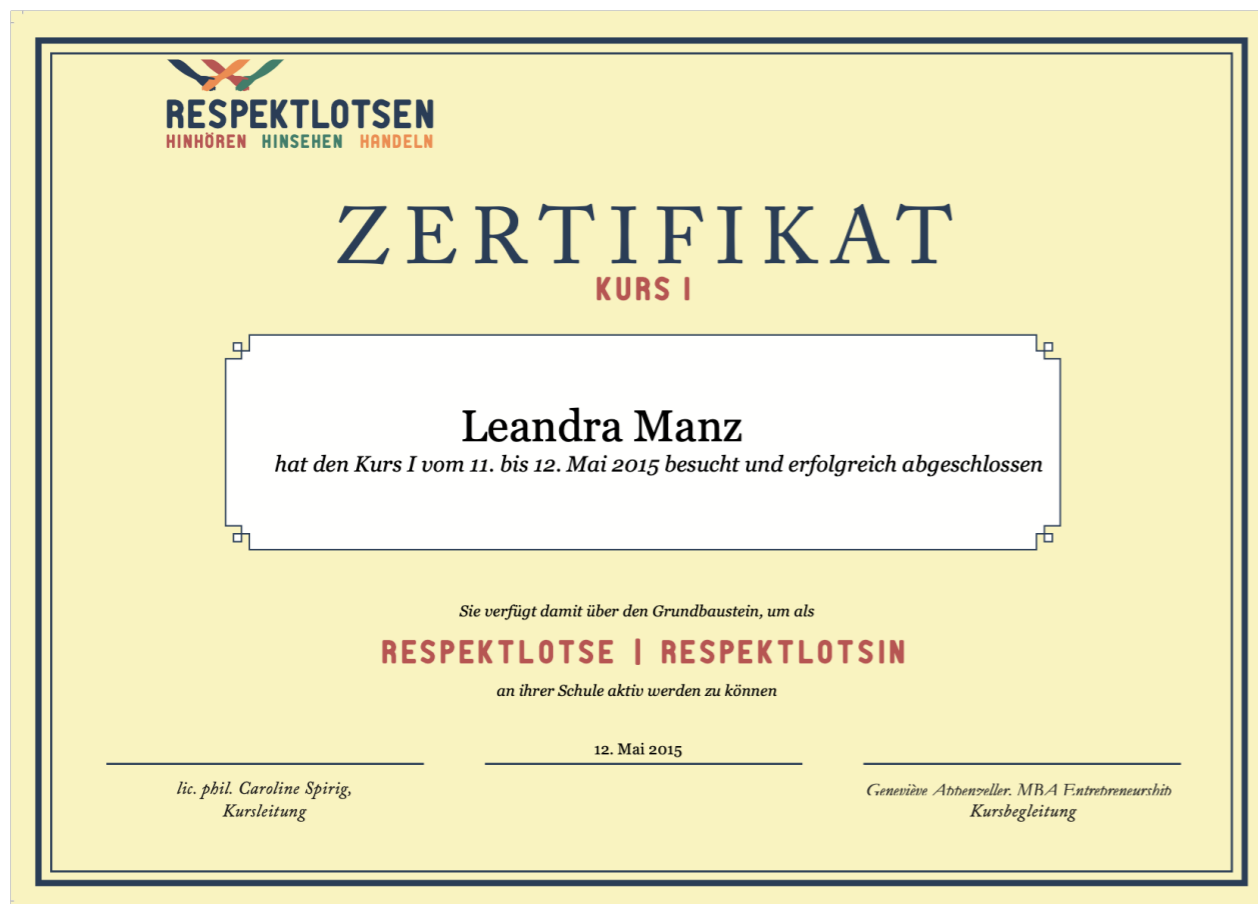 RESPEKTLOTSEN
HINHÖREN HINSEHEN HANDELN
ZERTIFIKAT
KURS I
Leandra Manz
hat den Kurs I vom 11. bis 12. Mai 2015 besucht und erfolgreich abgeschlossen
Sie verfügt damit über den Grundbaustein, um als
RESPEKTLOTSE | RESPEKTLOTSIN
an ihrer Schule aktiv werden zu können
12. Mai 2015
lic. phil. Caroline Spirig,
Kursleitung
Geneviève Appenzeller, MBA Entrepreneurship
Kursbegleitung